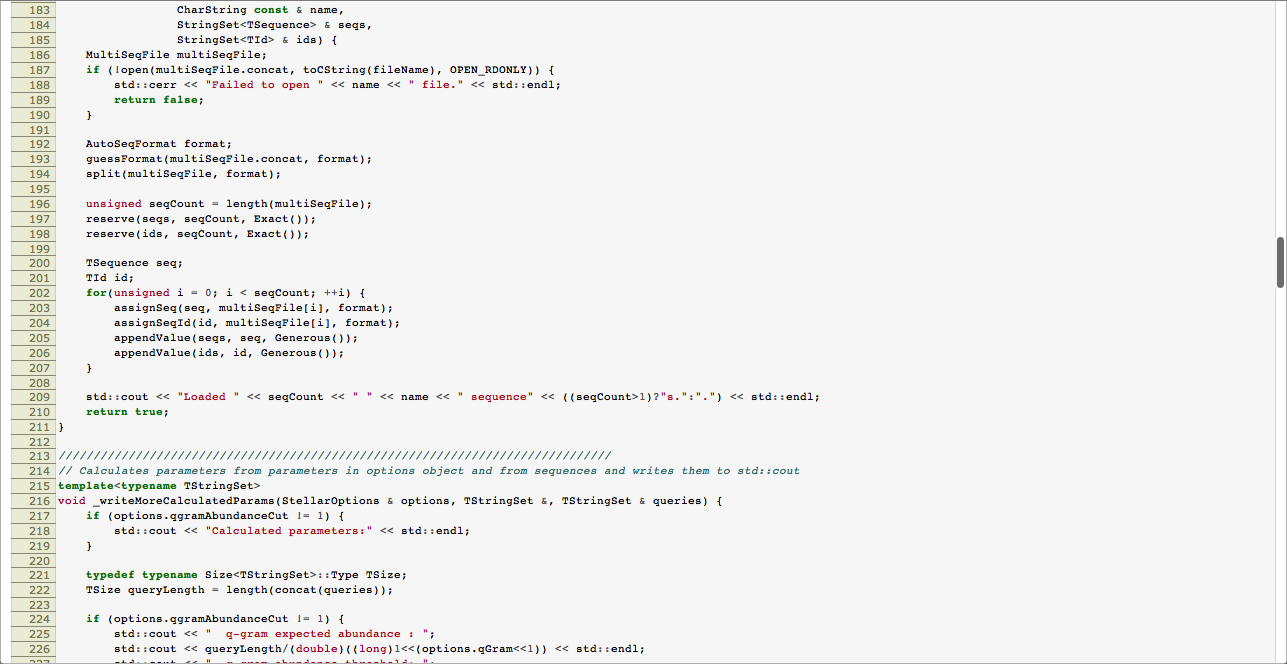 183                  CharString const & name,
184                  StringSet<TSequence> & seqs,
185                  StringSet<TId> & ids) {
186     MultiSeqFile multiSeqFile;
187     if (!open(multiSeqFile.concat, toCString(fileName), OPEN_RDONLY)) {
188         std::cerr << "Failed to open " << name << " file." << std::endl;
189         return false;
190     }
191
192     AutoSeqFormat format;
193     guessFormat(multiSeqFile.concat, format);
194     split(multiSeqFile, format);
195
196     unsigned seqCount = length(multiSeqFile);
197     reserve(seqs, seqCount, Exact());
198     reserve(ids, seqCount, Exact());
199
200     TSequence seq;
201     TId id;
202     for(unsigned i = 0; i < seqCount; ++i) {
203         assignSeq(seq, multiSeqFile[i], format);
204         assignSeqId(id, multiSeqFile[i], format);
205         appendValue(seqs, seq, Generous());
206         appendValue(ids, id, Generous());
207     }
208
209     std::cout << "Loaded " << seqCount << " " << name << " sequence" << ((seqCount>1)?"s.":".") << std::endl;
210     return true;
211 }
212
213 ///////////////////////////////////////////////////////////////////////////////
214 // Calculates parameters from parameters in options object and from sequences and writes them to std::cout
215 template<typename TStringSet>
216 void _writeMoreCalculatedParams(StellarOptions & options, TStringSet &, TStringSet & queries) {
217     if (options.qgramAbundanceCut != 1) {
218         std::cout << "Calculated parameters:" << std::endl;
219     }
220
221     typedef typename Size<TStringSet>::Type TSize;
222     TSize queryLength = length(concat(queries));
223
224     if (options.qgramAbundanceCut != 1) {
225         std::cout << "  q-gram expected abundance : ";
226         std::cout << queryLength/(double)((long)1<<(options.qGram<<1)) << std::endl;
227         std::cout << "  q-gram abundance threshold: ";